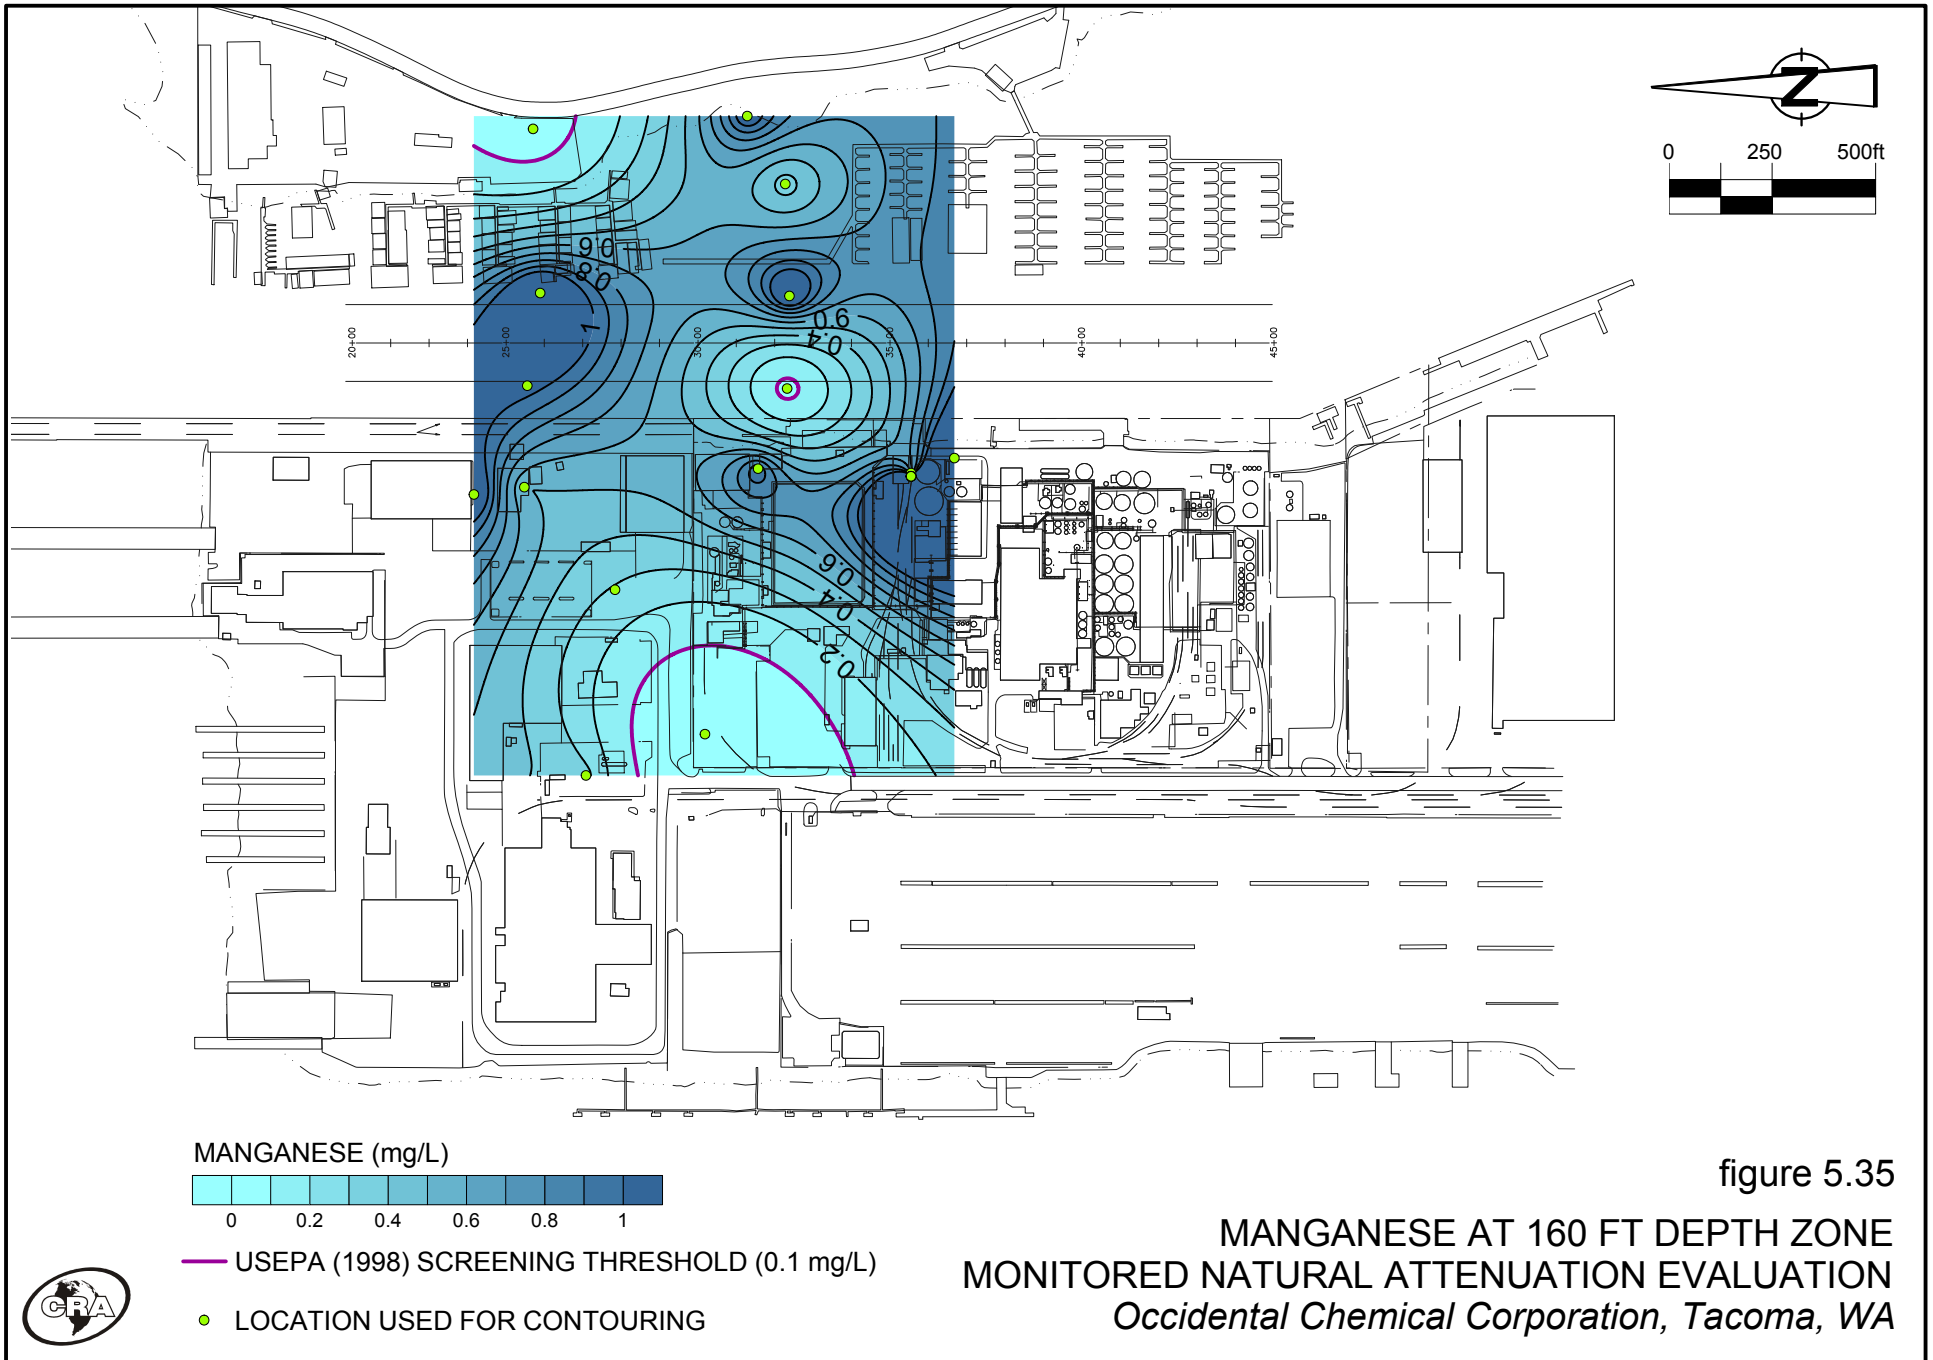 N
0 250 500ft
0.6
0.8
1
0.6
0.4
20+00
25+00
30+00
35+00
40+00
45+00
0.6
0.4
0.2
MANGANESE (mg/L)
0 0.2 0.4 0.6 0.8 1
USEPA (1998) SCREENING THRESHOLD (0.1 mg/L)
LOCATION USED FOR CONTOURING
CRA
figure 5.35
MANGANESE AT 160 FT DEPTH ZONE
MONITORED NATURAL ATTENUATION EVALUATION
Occidental Chemical Corporation, Tacoma, WA